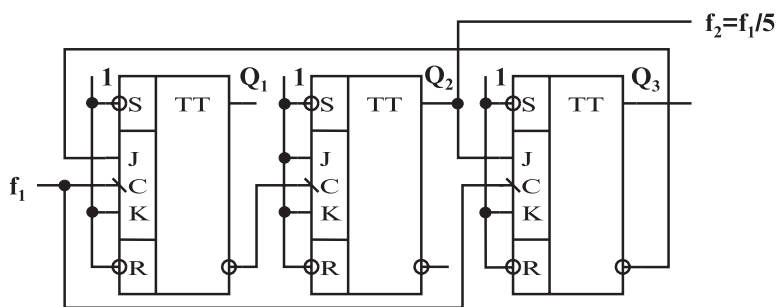 f₂=f₁/5
1 Q₁ 1 Q₂ 1 Q₃
S TT S TT S TT
J J J
f₁ C C C
K K K
R R R